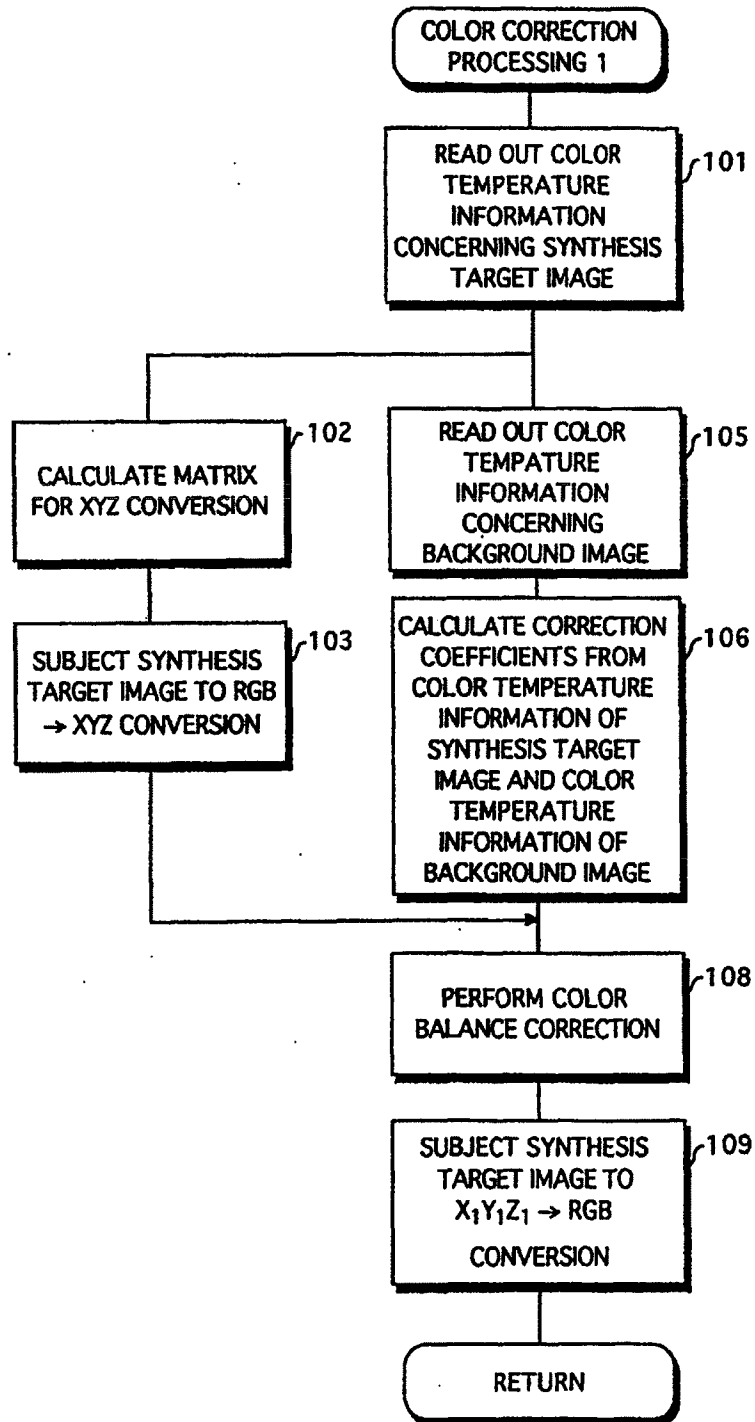 COLOR CORRECTION
PROCESSING 1
READ OUT COLOR
TEMPERATURE
INFORMATION
CONCERNING SYNTHESIS
TARGET IMAGE
101
CALCULATE MATRIX
FOR XYZ CONVERSION
102
SUBJECT SYNTHESIS
TARGET IMAGE TO RGB
→ XYZ CONVERSION
103
READ OUT COLOR
TEMPATURE
INFORMATION
CONCERNING
BACKGROUND IMAGE
105
CALCULATE CORRECTION
COEFFICIENTS FROM
COLOR TEMPERATURE
INFORMATION OF
SYNTHESIS TARGET
IMAGE AND COLOR
TEMPERATURE
INFORMATION OF
BACKGROUND IMAGE
106
PERFORM COLOR
BALANCE CORRECTION
108
SUBJECT SYNTHESIS
TARGET IMAGE TO
X₁Y₁Z₁ → RGB
CONVERSION
109
RETURN